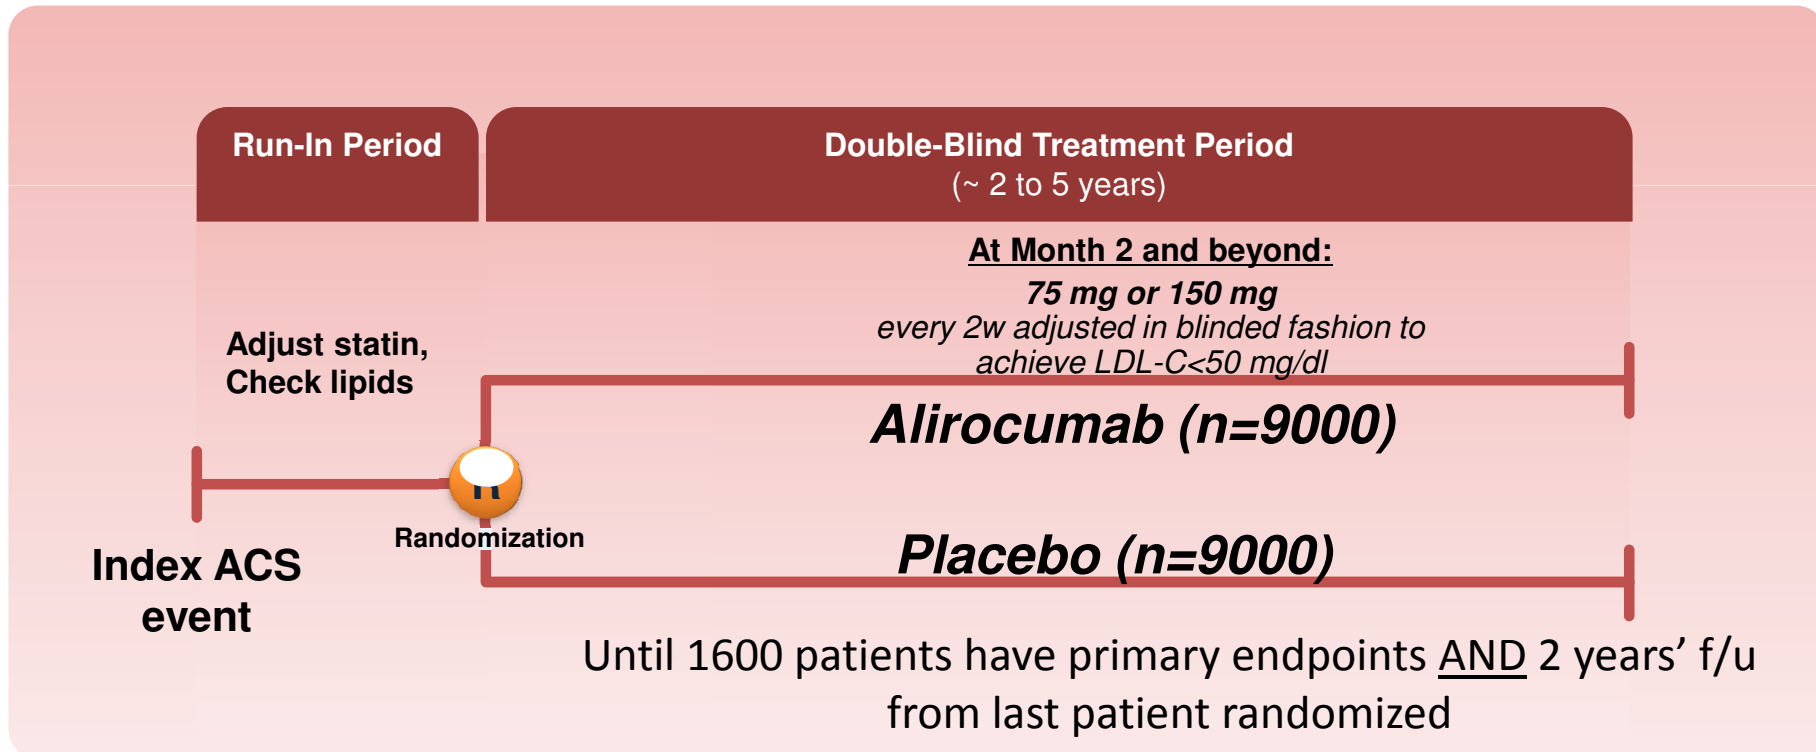 Run-In Period
Double-Blind Treatment Period
(~ 2 to 5 years)
At Month 2 and beyond:
75 mg or 150 mg
every 2w adjusted in blinded fashion to
achieve LDL-C<50 mg/dl
Adjust statin,
Check lipids
Alirocumab (n=9000)
Randomization
Placebo (n=9000)
Index ACS
event
Until 1600 patients have primary endpoints AND 2 years’ f/u
from last patient randomized